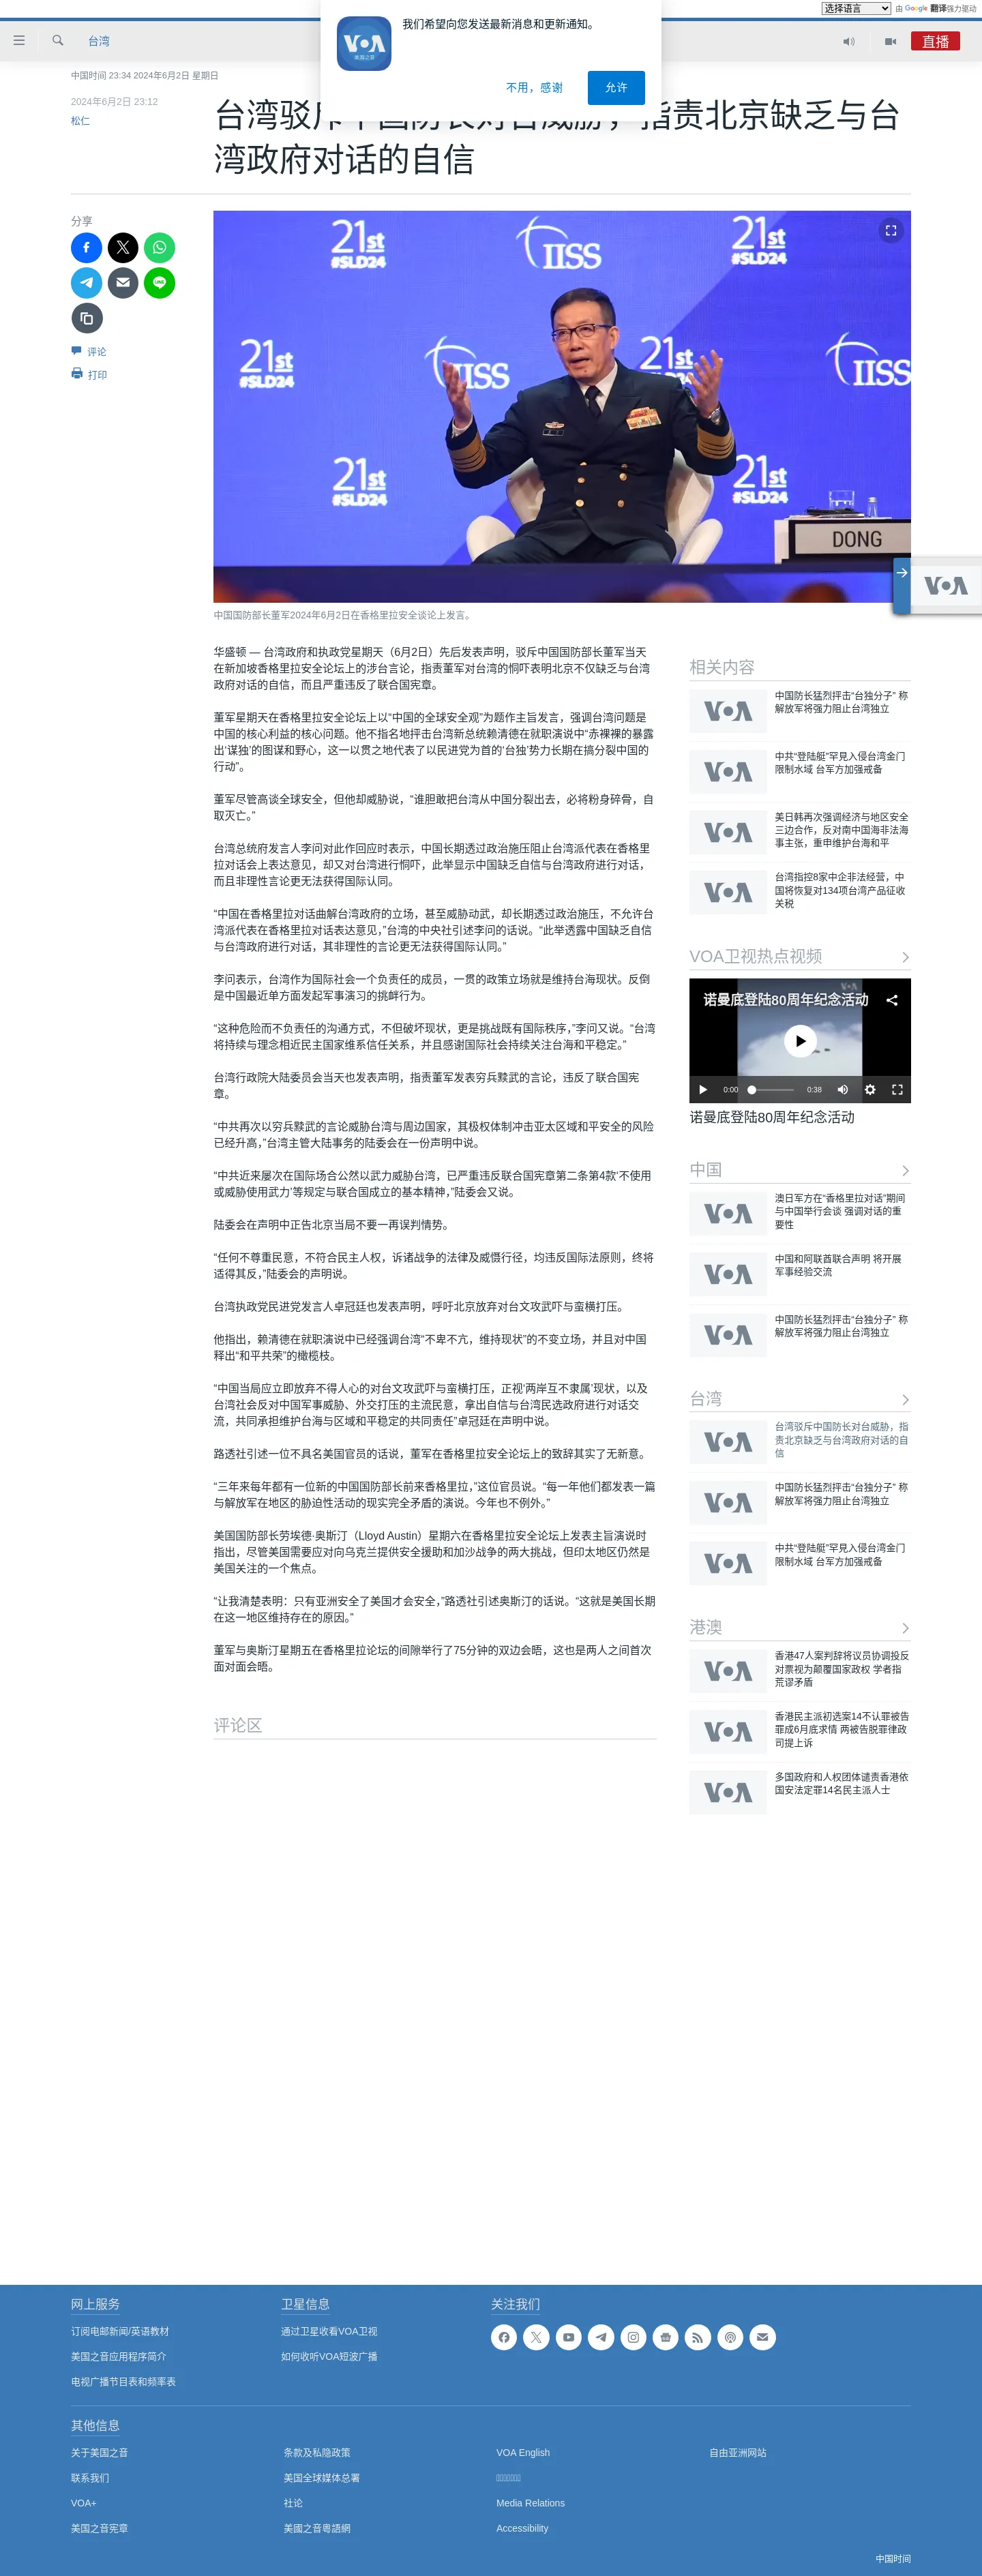 选择语言
由 Google 翻译强力驱动
台湾
直播
我们希望向您发送最新消息和更新通知。
VOA
美国之音
不用，感谢
允许
中国时间 23:34 2024年6月2日 星期日
2024年6月2日 23:12
松仁
指责北京缺乏与台
湾政府对话的自信
分享
评论
打印
21st
#SLD24
IISS
21st
#SLD24
21st
#SLD24
IISS
IISS
21st
#SLD24
21st
#SLD24
DONG
VOA
中国国防部长董军2024年6月2日在香格里拉安全谈论上发言。
华盛顿 — 台湾政府和执政党星期天（6月2日）先后发表声明，驳斥中国国防部长董军当天
在新加坡香格里拉安全论坛上的涉台言论，指责董军对台湾的恫吓表明北京不仅缺乏与台湾
政府对话的自信，而且严重违反了联合国宪章。
董军星期天在香格里拉安全论坛上以“中国的全球安全观”为题作主旨发言，强调台湾问题是
中国的核心利益的核心问题。他不指名地抨击台湾新总统赖清德在就职演说中“赤裸裸的暴露
出‘谋独’的图谋和野心，这一以贯之地代表了以民进党为首的‘台独’势力长期在搞分裂中国的
行动”。
董军尽管高谈全球安全，但他却威胁说，“谁胆敢把台湾从中国分裂出去，必将粉身碎骨，自
取灭亡。”
台湾总统府发言人李问对此作回应时表示，中国长期透过政治施压阻止台湾派代表在香格里
拉对话会上表达意见，却又对台湾进行恫吓，此举显示中国缺乏自信与台湾政府进行对话，
而且非理性言论更无法获得国际认同。
“中国在香格里拉对话曲解台湾政府的立场，甚至威胁动武，却长期透过政治施压，不允许台
湾派代表在香格里拉对话表达意见，”台湾的中央社引述李问的话说。“此举透露中国缺乏自信
与台湾政府进行对话，其非理性的言论更无法获得国际认同。”
李问表示，台湾作为国际社会一个负责任的成员，一贯的政策立场就是维持台海现状。反倒
是中国最近单方面发起军事演习的挑衅行为。
“这种危险而不负责任的沟通方式，不但破坏现状，更是挑战既有国际秩序，”李问又说。“台湾
将持续与理念相近民主国家维系信任关系，并且感谢国际社会持续关注台海和平稳定。”
台湾行政院大陆委员会当天也发表声明，指责董军发表穷兵黩武的言论，违反了联合国宪
章。
“中共再次以穷兵黩武的言论威胁台湾与周边国家，其极权体制冲击亚太区域和平安全的风险
已经升高，”台湾主管大陆事务的陆委会在一份声明中说。
“中共近来屡次在国际场合公然以武力威胁台湾，已严重违反联合国宪章第二条第4款‘不使用
或威胁使用武力’等规定与联合国成立的基本精神，”陆委会又说。
陆委会在声明中正告北京当局不要一再误判情势。
“任何不尊重民意，不符合民主人权，诉诸战争的法律及威慑行径，均违反国际法原则，终将
适得其反，”陆委会的声明说。
台湾执政党民进党发言人卓冠廷也发表声明，呼吁北京放弃对台文攻武吓与蛮横打压。
他指出，赖清德在就职演说中已经强调台湾“不卑不亢，维持现状”的不变立场，并且对中国
释出“和平共荣”的橄榄枝。
“中国当局应立即放弃不得人心的对台文攻武吓与蛮横打压，正视‘两岸互不隶属’现状，以及
台湾社会反对中国军事威胁、外交打压的主流民意，拿出自信与台湾民选政府进行对话交
流，共同承担维护台海与区域和平稳定的共同责任”卓冠廷在声明中说。
路透社引述一位不具名美国官员的话说，董军在香格里拉安全论坛上的致辞其实了无新意。
“三年来每年都有一位新的中国国防部长前来香格里拉，”这位官员说。“每一年他们都发表一篇
与解放军在地区的胁迫性活动的现实完全矛盾的演说。今年也不例外。”
美国国防部长劳埃德·奥斯汀（Lloyd Austin）星期六在香格里拉安全论坛上发表主旨演说时
指出，尽管美国需要应对向乌克兰提供安全援助和加沙战争的两大挑战，但印太地区仍然是
美国关注的一个焦点。
“让我清楚表明：只有亚洲安全了美国才会安全，”路透社引述奥斯汀的话说。“这就是美国长期
在这一地区维持存在的原因。”
董军与奥斯汀星期五在香格里拉论坛的间隙举行了75分钟的双边会晤，这也是两人之间首次
面对面会晤。
评论区
相关内容
VOA
中国防长猛烈抨击“台独分子” 称
解放军将强力阻止台湾独立
VOA
中共“登陆艇”罕见入侵台湾金门
限制水域 台军方加强戒备
VOA
美日韩再次强调经济与地区安全
三边合作，反对南中国海非法海
事主张，重申维护台海和平
VOA
台湾指控8家中企非法经营，中
国将恢复对134项台湾产品征收
关税
VOA卫视热点视频
诺曼底登陆80周年纪念活动
VOA
0:00
0:38
诺曼底登陆80周年纪念活动
中国
VOA
澳日军方在“香格里拉对话”期间
与中国举行会谈 强调对话的重
要性
VOA
中国和阿联酋联合声明 将开展
军事经验交流
VOA
中国防长猛烈抨击“台独分子” 称
解放军将强力阻止台湾独立
台湾
VOA
台湾驳斥中国防长对台威胁，指
责北京缺乏与台湾政府对话的自
信
VOA
中国防长猛烈抨击“台独分子” 称
解放军将强力阻止台湾独立
VOA
中共“登陆艇”罕见入侵台湾金门
限制水域 台军方加强戒备
港澳
VOA
香港47人案判辞将议员协调投反
对票视为颠覆国家政权 学者指
荒谬矛盾
VOA
香港民主派初选案14不认罪被告
罪成6月底求情 两被告脱罪律政
司提上诉
VOA
多国政府和人权团体谴责香港依
国安法定罪14名民主派人士
网上服务
订阅电邮新闻/英语教材
美国之音应用程序简介
电视广播节目表和频率表
卫星信息
通过卫星收看VOA卫视
如何收听VOA短波广播
关注我们
其他信息
关于美国之音
联系我们
VOA+
美国之音宪章
条款及私隐政策
美国全球媒体总署
社论
美國之音粵語網
VOA English
Media Relations
Accessibility
自由亚洲网站
中国时间